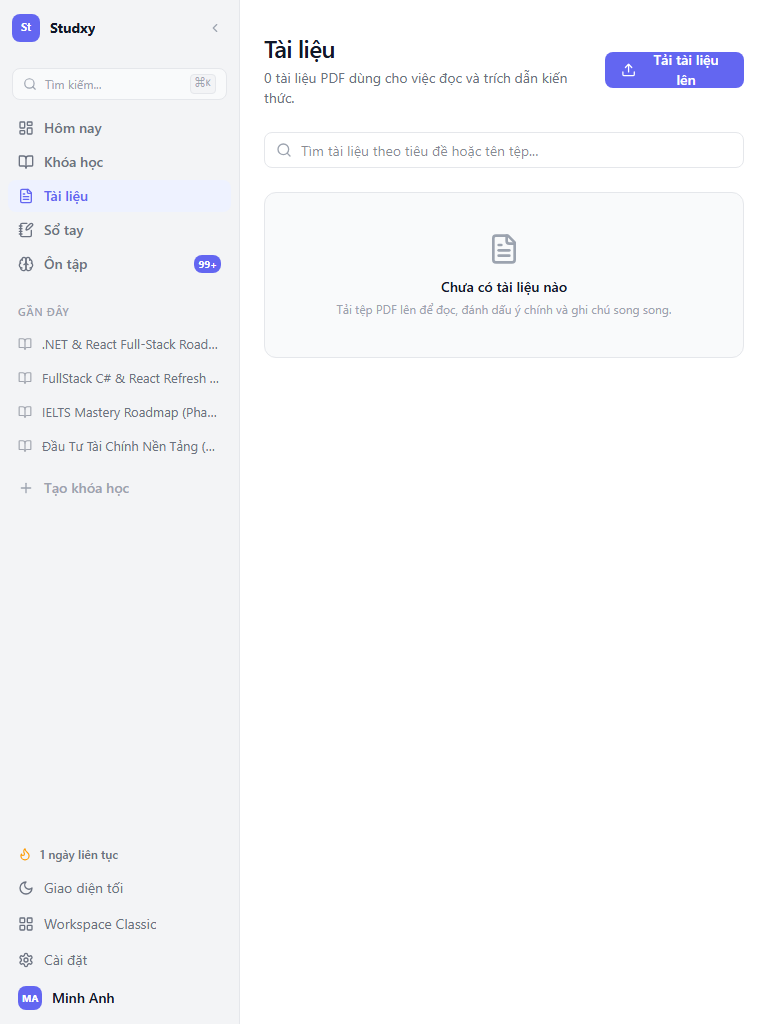 St Studxy
Tìm kiếm... ⌘K
Hôm nay
Khóa học
Tài liệu
Sổ tay
Ôn tập 99+
GẦN ĐÂY
.NET & React Full-Stack Road...
FullStack C# & React Refresh ...
IELTS Mastery Roadmap (Pha...
Đầu Tư Tài Chính Nền Tảng (...
Tạo khóa học
1 ngày liên tục
Giao diện tối
Workspace Classic
Cài đặt
MA Minh Anh
Tài liệu
0 tài liệu PDF dùng cho việc đọc và trích dẫn kiến
thức.
Tải tài liệu
lên
Tìm tài liệu theo tiêu đề hoặc tên tệp...
Chưa có tài liệu nào
Tải tệp PDF lên để đọc, đánh dấu ý chính và ghi chú song song.